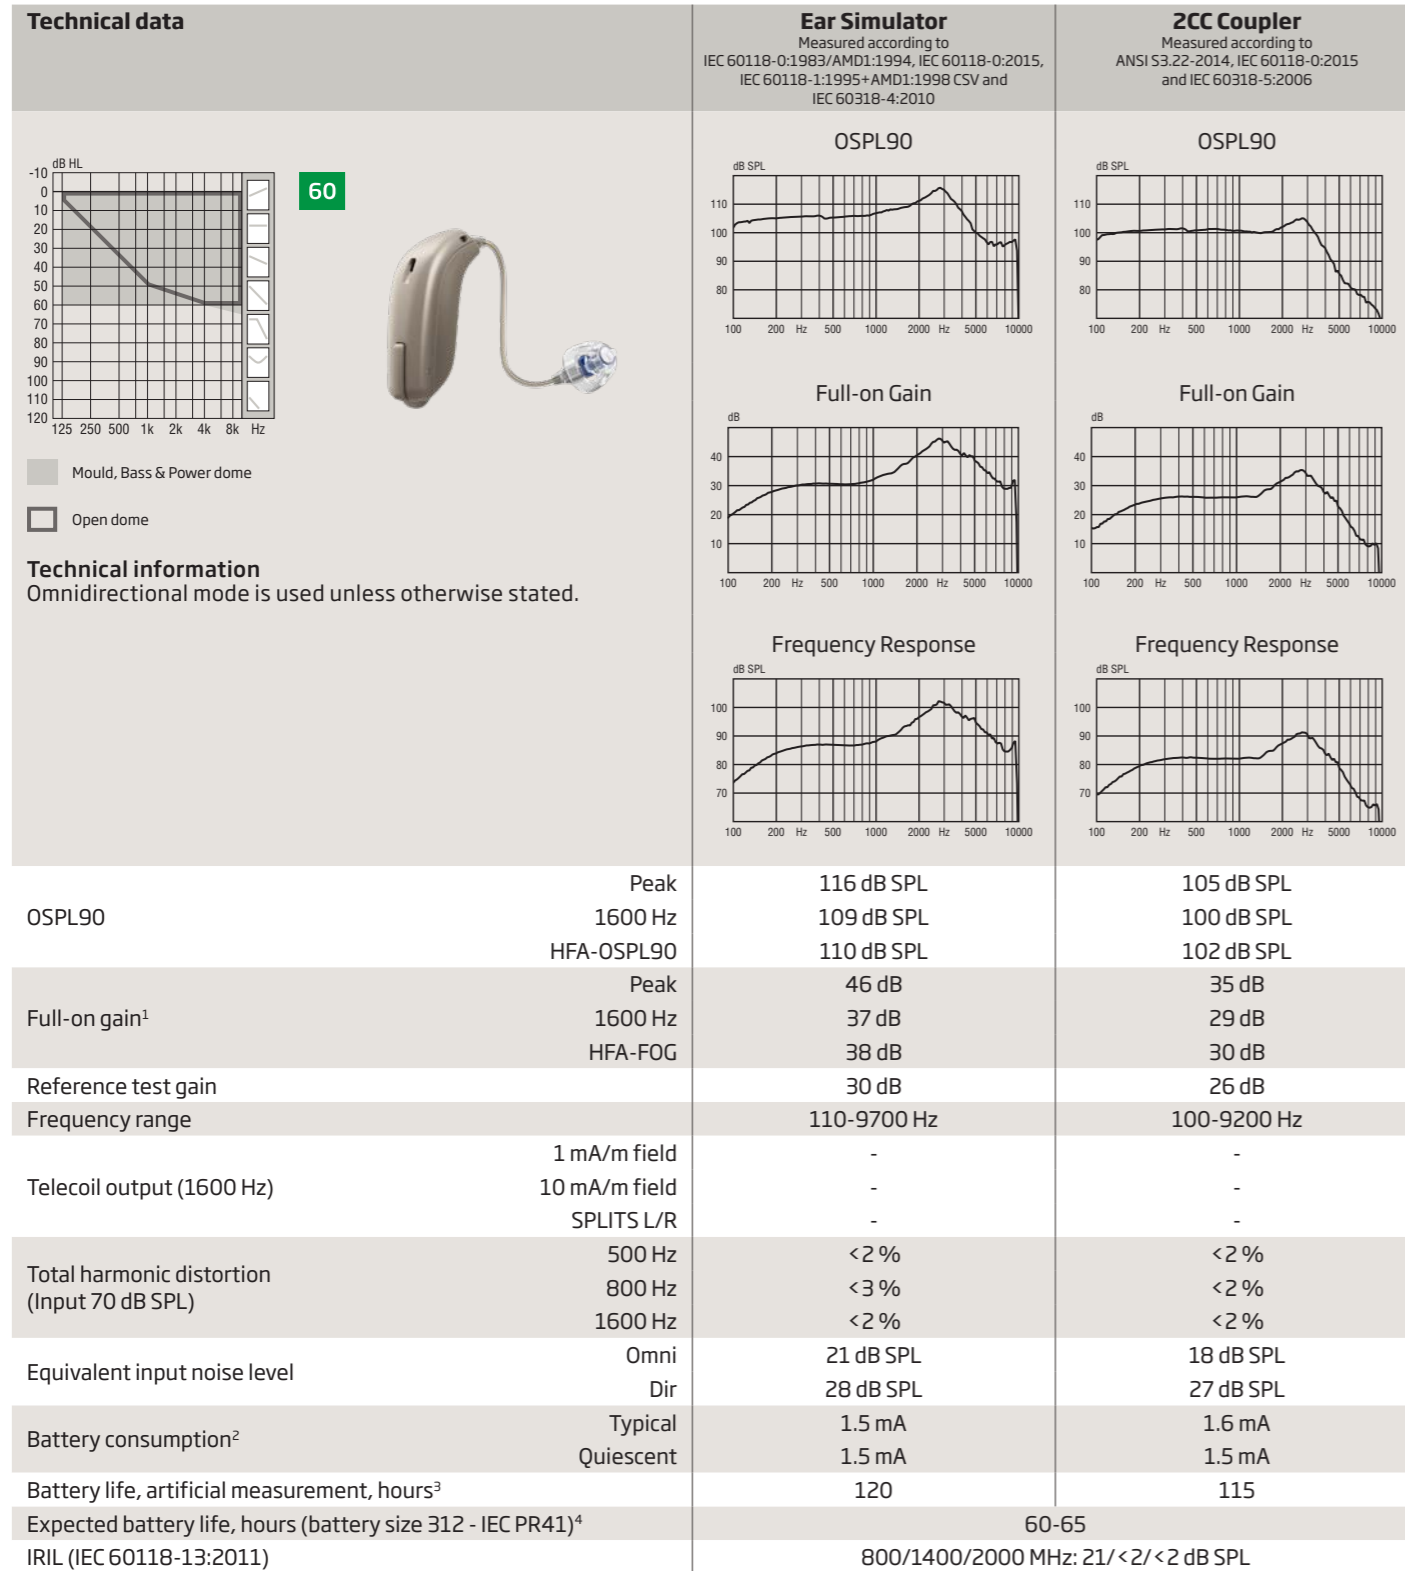 Technical data
Ear Simulator
Measured according to
IEC 60118-0:1983/AMD1:1994, IEC 60118-0:2015,
IEC 60118-1:1995+AMD1:1998 CSV and
IEC 60318-4:2010
2CC Coupler
Measured according to
ANSI S3.22-2014, IEC 60118-0:2015
and IEC 60318-5:2006
dB HL
-10
0
10
20
30
40
50
60
70
80
90
100
110
120
125 250 500 1k 2k 4k 8k Hz
60
Mould, Bass & Power dome
Open dome
Technical information
Omnidirectional mode is used unless otherwise stated.
OSPL90
dB SPL
110
100
90
80
100 200 Hz 500 1000 2000 Hz 5000 10000
OSPL90
dB SPL
110
100
90
80
100 200 Hz 500 1000 2000 Hz 5000 10000
Full-on Gain
dB
40
30
20
10
100 200 Hz 500 1000 2000 Hz 5000 10000
Full-on Gain
dB
40
30
20
10
100 200 Hz 500 1000 2000 Hz 5000 10000
Frequency Response
dB SPL
100
90
80
70
100 200 Hz 500 1000 2000 Hz 5000 10000
Frequency Response
dB SPL
100
90
80
70
100 200 Hz 500 1000 2000 Hz 5000 10000
OSPL90
Peak 116 dB SPL 105 dB SPL
1600 Hz 109 dB SPL 100 dB SPL
HFA-OSPL90 110 dB SPL 102 dB SPL
Full-on gain¹
Peak 46 dB 35 dB
1600 Hz 37 dB 29 dB
HFA-FOG 38 dB 30 dB
Reference test gain 30 dB 26 dB
Frequency range 110-9700 Hz 100-9200 Hz
Telecoil output (1600 Hz)
1 mA/m field - -
10 mA/m field - -
SPLITS L/R - -
Total harmonic distortion
(Input 70 dB SPL)
500 Hz <2 % <2 %
800 Hz <3 % <2 %
1600 Hz <2 % <2 %
Equivalent input noise level
Omni 21 dB SPL 18 dB SPL
Dir 28 dB SPL 27 dB SPL
Battery consumption²
Typical 1.5 mA 1.6 mA
Quiescent 1.5 mA 1.5 mA
Battery life, artificial measurement, hours³ 120 115
Expected battery life, hours (battery size 312 - IEC PR41)⁴ 60-65
IRIL (IEC 60118-13:2011) 800/1400/2000 MHz: 21/<2/<2 dB SPL